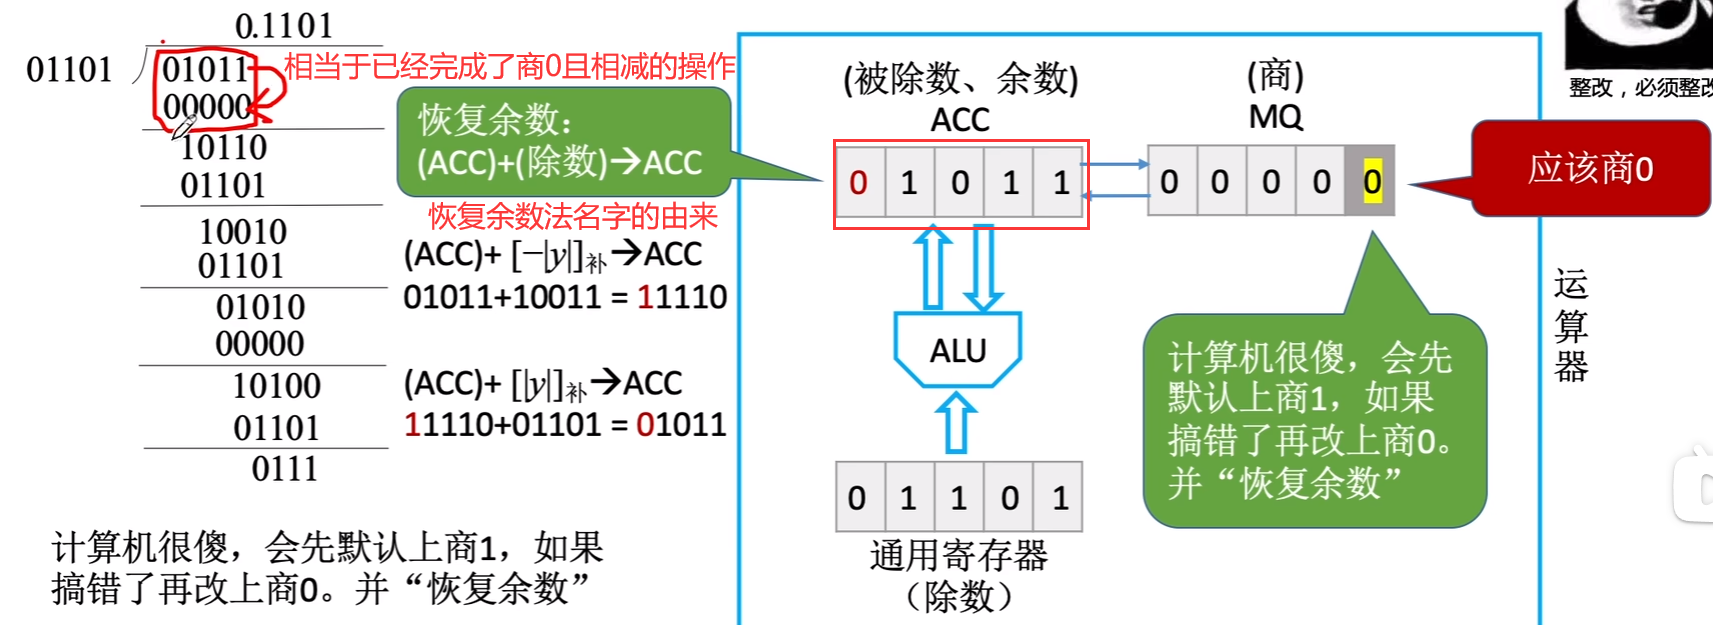 0.1101
01101
01011
相当于已经完成了商0且相减的操作
00000
10110
01101
10010
01101
01010
00000
10100
01101
0111
恢复余数：
(ACC)+(除数)→ACC
恢复余数法名字的由来
(ACC)+ [−|y|]补→ACC
01011+10011 = 11110
(ACC)+ [|y|]补→ACC
11110+01101 = 01011
计算机很傻，会先默认上商1，如果
搞错了再改上商0。并“恢复余数”
(被除数、余数)
ACC
0 1 0 1 1
(商)
MQ
0 0 0 0 0
ALU
0 1 1 0 1
通用寄存器
（除数）
应该商0
计算机很傻，会先
默认上商1，如果
搞错了再改上商0。
并“恢复余数”
运
算
器
整改，必须整改